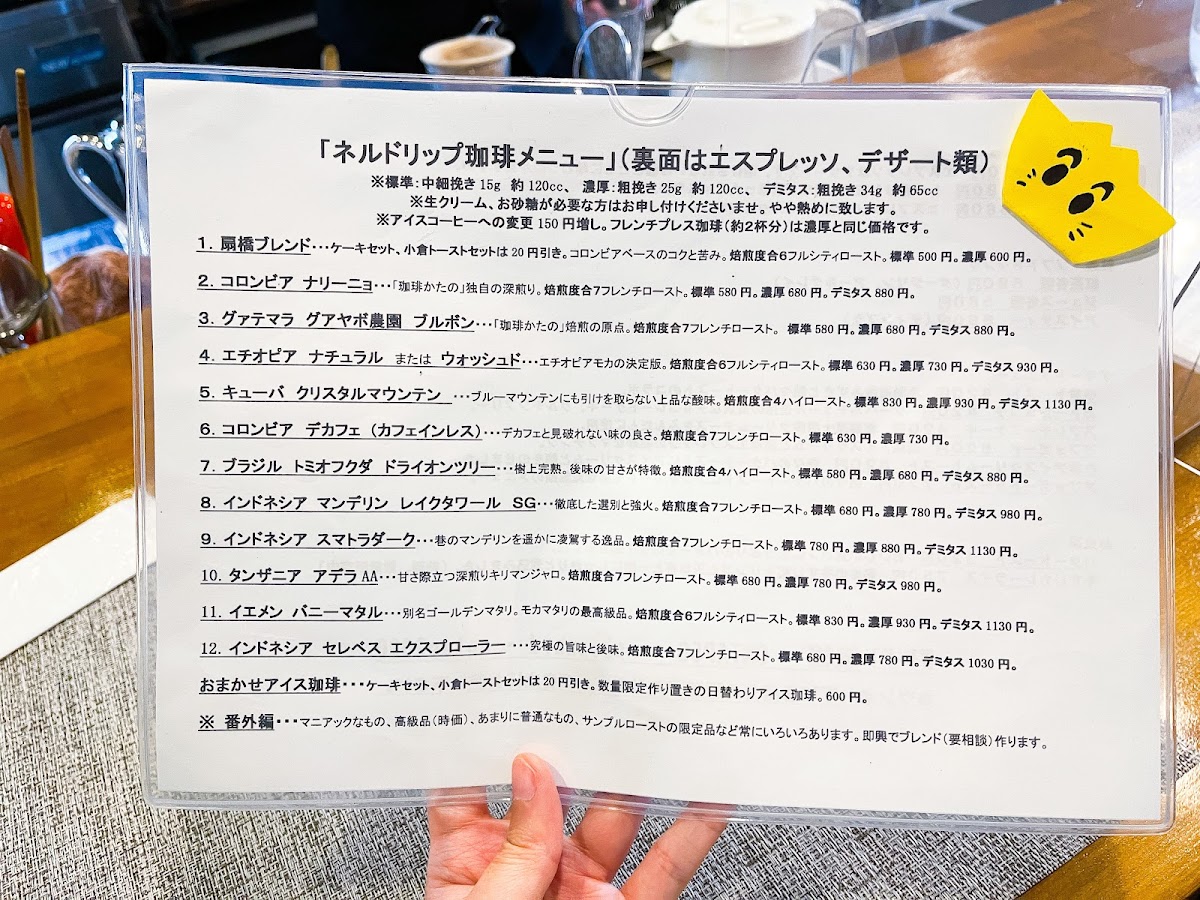 「ネルドリップ珈琲メニュー」（裏面はエスプレッソ、デザート類）
※標準：中細挽き 15g 約 120cc、 濃厚：粗挽き 25g 約 120cc、 デミタス：粗挽き 34g 約 65cc
※生クリーム、お砂糖が必要な方はお申し付けくださいませ。やや熱めに致します。
※アイスコーヒーへの変更 150 円増し。フレンチプレス珈琲（約2杯分）は濃厚と同じ価格です。
1. 扇橋ブレンド・・・ケーキセット、小倉トーストセットは 20 円引き。コロンビアベースのコクと苦み。焙煎度合6フルシティロースト。標準 500 円。濃厚 600 円。
2. コロンビア ナリーニョ・・・「珈琲かたの」独自の深煎り。焙煎度合7フレンチロースト。標準 580 円。濃厚 680 円。デミタス 880 円。
3. グァテマラ グアヤボ農園 ブルボン・・・「珈琲かたの」焙煎の原点。焙煎度合7フレンチロースト。 標準 580 円。濃厚 680 円。デミタス 880 円。
4. エチオピア ナチュラル または ウォッシュド・・・エチオピアモカの決定版。焙煎度合6フルシティロースト。標準 630 円。濃厚 730 円。デミタス 930 円。
5. キューバ クリスタルマウンテン ・・・ブルーマウンテンにも引けを取らない上品な酸味。焙煎度合4ハイロースト。標準 830 円。濃厚 930 円。デミタス 1130 円。
6. コロンビア デカフェ（カフェインレス）・・・デカフェと見破れない味の良さ。焙煎度合7フレンチロースト。標準 630 円。濃厚 730 円。
7. ブラジル トミオフクダ ドライオンツリー・・・樹上完熟。後味の甘さが特徴。焙煎度合4ハイロースト。標準 580 円。濃厚 680 円。デミタス 880 円。
8. インドネシア マンデリン レイクタワール SG・・・徹底した選別と強火。焙煎度合7フレンチロースト。標準 680 円。濃厚 780 円。デミタス 980 円。
9. インドネシア スマトラダーク・・・巷のマンデリンを遥かに凌駕する逸品。焙煎度合7フレンチロースト。標準 780 円。濃厚 880 円。デミタス 1130 円。
10. タンザニア アデラ AA・・・甘さ際立つ深煎りキリマンジャロ。焙煎度合7フレンチロースト。標準 680 円。濃厚 780 円。デミタス 980 円。
11. イエメン バニーマタル・・・別名ゴールデンマタリ。モカマタリの最高級品。焙煎度合6フルシティロースト。標準 830 円。濃厚 930 円。デミタス 1130 円。
12. インドネシア セレベス エクスプローラー ・・・究極の旨味と後味。焙煎度合7フレンチロースト。標準 680 円。濃厚 780 円。デミタス 1030 円。
おまかせアイス珈琲・・・ケーキセット、小倉トーストセットは 20 円引き。数量限定作り置きの日替わりアイス珈琲。600 円。
※ 番外編・・・マニアックなもの、高級品（時価）、あまりに普通なもの、サンプルローストの限定品など常にいろいろあります。即興でブレンド（要相談）作ります。